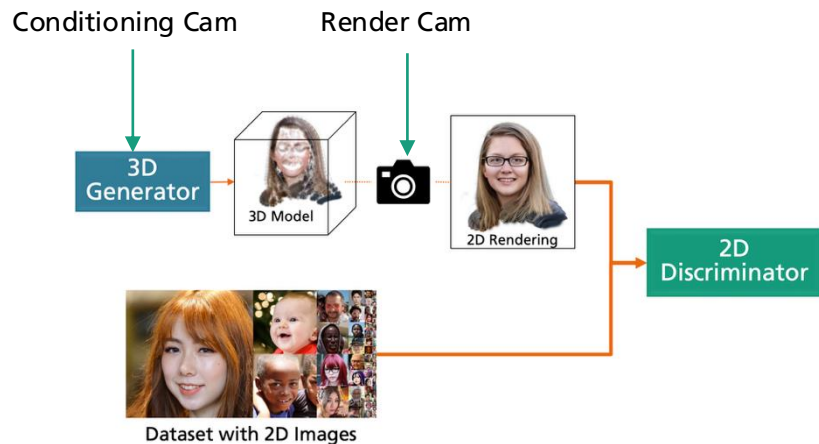 Conditioning Cam
Render Cam
3D
Generator
3D Model
2D Rendering
2D
Discriminator
Dataset with 2D Images